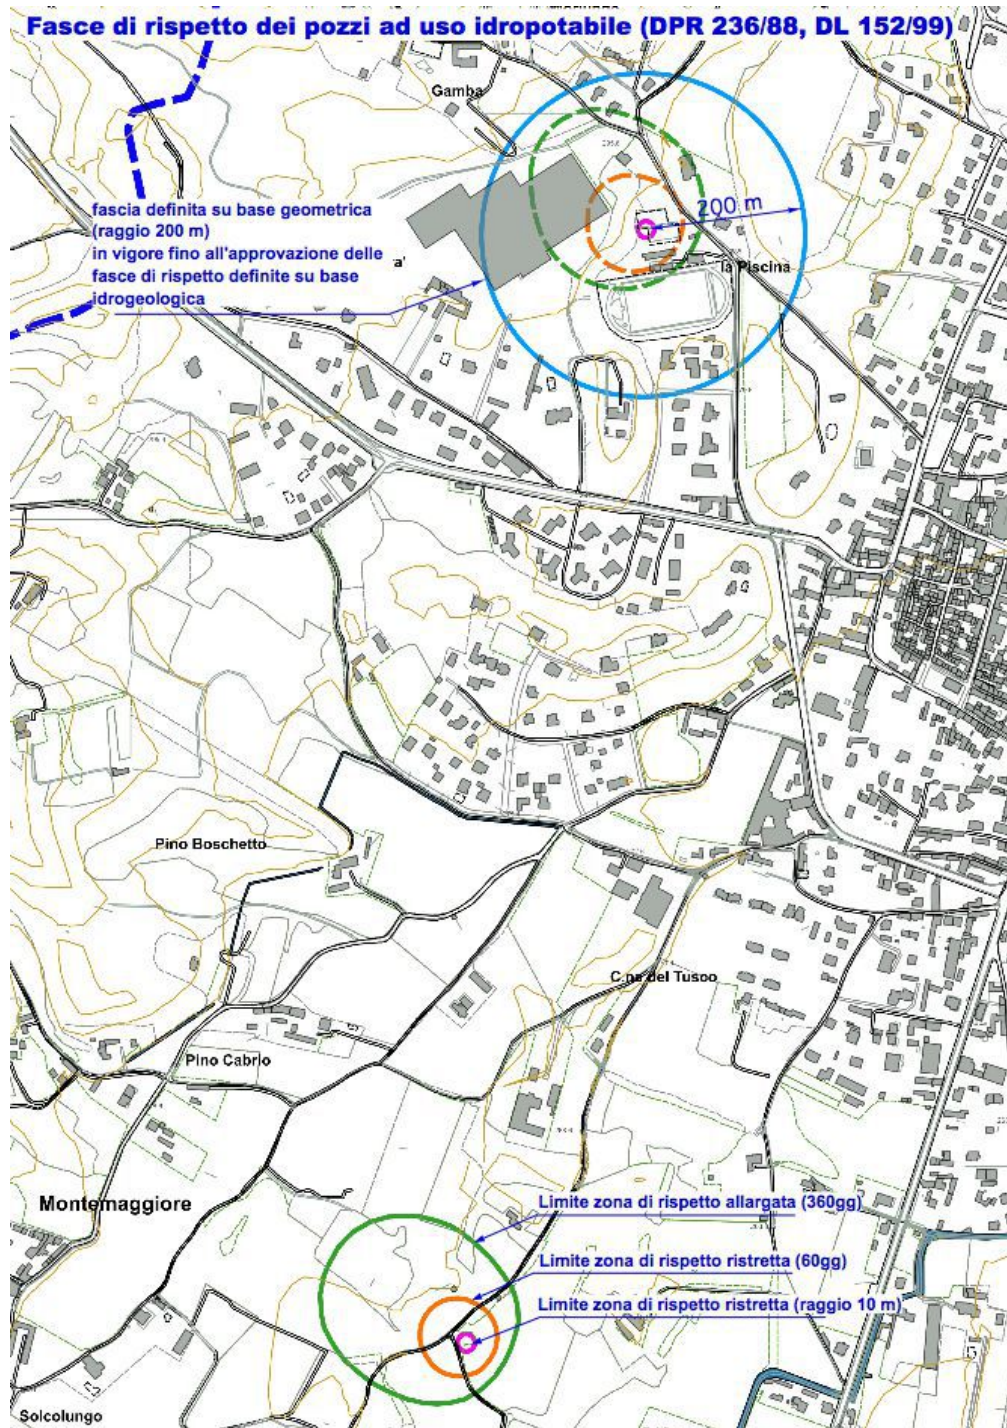 Fasce di rispetto dei pozzi ad uso idropotabile (DPR 236/88, DL 152/99)
Gamba
200 m
fascia definita su base geometrica
(raggio 200 m)
in vigore fino all'approvazione delle
fasce di rispetto definite su base
idrogeologica
a'
la Piscina
Pino Boschetto
C.na del Tusco
Pino Cabrio
Montemaggiore
Limite zona di rispetto allargata (360gg)
Limite zona di rispetto ristretta (60gg)
Limite zona di rispetto ristretta (raggio 10 m)
Solcolungo